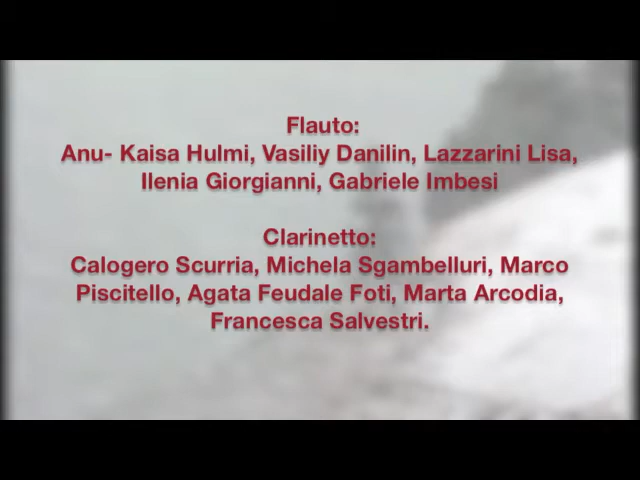 Flauto:
Anu- Kaisa Hulmi, Vasiliy Danilin, Lazzarini Lisa,
Ilenia Giorgianni, Gabriele Imbesi
Clarinetto:
Calogero Scurria, Michela Sgambelluri, Marco
Piscitello, Agata Feudale Foti, Marta Arcodia,
Francesca Salvestri.